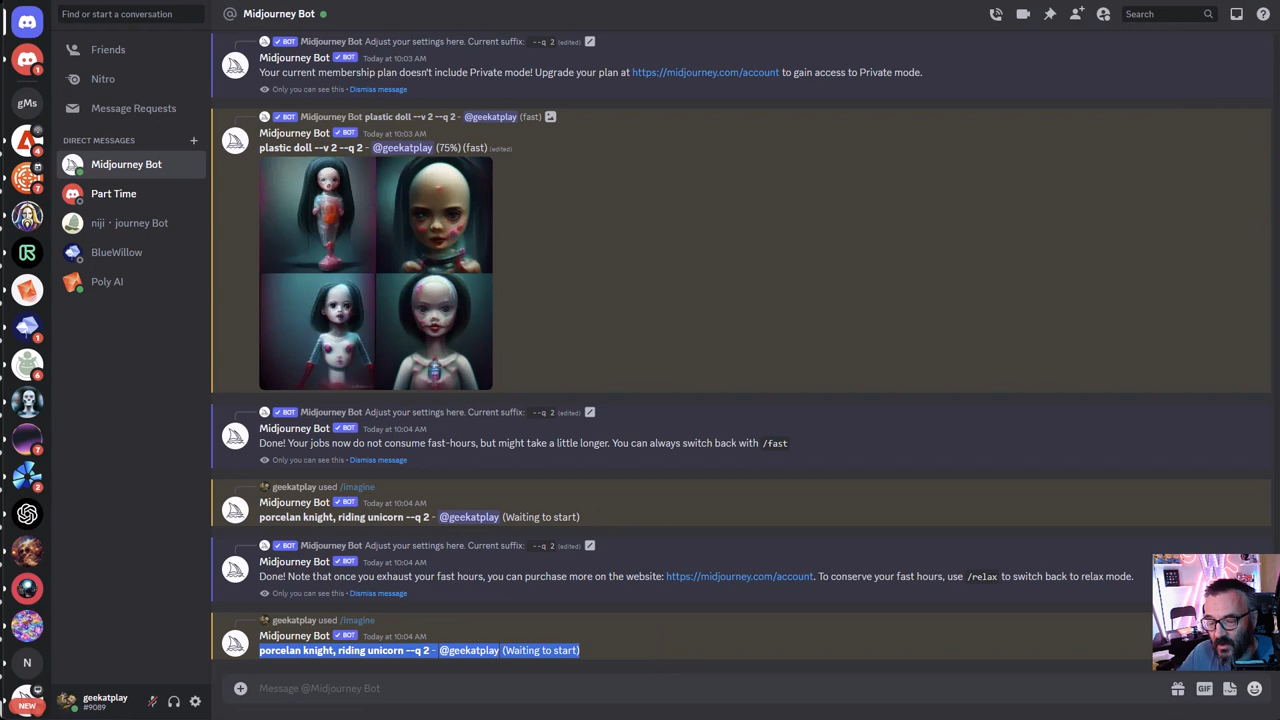 Find or start a conversation
Friends
Nitro
Message Requests
DIRECT MESSAGES
Midjourney Bot
Part Time
niji・journey Bot
BlueWillow
Poly AI
geekatplay
#9089
1
gMs
4
7
1
6
7
2
N
NEW
@ Midjourney Bot
Search
BOT Midjourney Bot Adjust your settings here. Current suffix: --q 2 (edited)
Midjourney Bot BOT Today at 10:03 AM
Your current membership plan doesn't include Private mode! Upgrade your plan at https://midjourney.com/account to gain access to Private mode.
Only you can see this • Dismiss message
BOT Midjourney Bot plastic doll --v 2 --q 2 - @geekatplay (fast)
Midjourney Bot BOT Today at 10:03 AM
plastic doll --v 2 --q 2 - @geekatplay (75%) (fast) (edited)
BOT Midjourney Bot Adjust your settings here. Current suffix: --q 2 (edited)
Midjourney Bot BOT Today at 10:04 AM
Done! Your jobs now do not consume fast-hours, but might take a little longer. You can always switch back with /fast
Only you can see this • Dismiss message
geekatplay used /imagine
Midjourney Bot BOT Today at 10:04 AM
porcelan knight, riding unicorn --q 2 - @geekatplay (Waiting to start)
BOT Midjourney Bot Adjust your settings here. Current suffix: --q 2 (edited)
Midjourney Bot BOT Today at 10:04 AM
Done! Note that once you exhaust your fast hours, you can purchase more on the website: https://midjourney.com/account. To conserve your fast hours, use /relax to switch back to relax mode.
Only you can see this • Dismiss message
geekatplay used /imagine
Midjourney Bot BOT Today at 10:04 AM
porcelan knight, riding unicorn --q 2 - @geekatplay (Waiting to start)
Message @Midjourney Bot
GIF